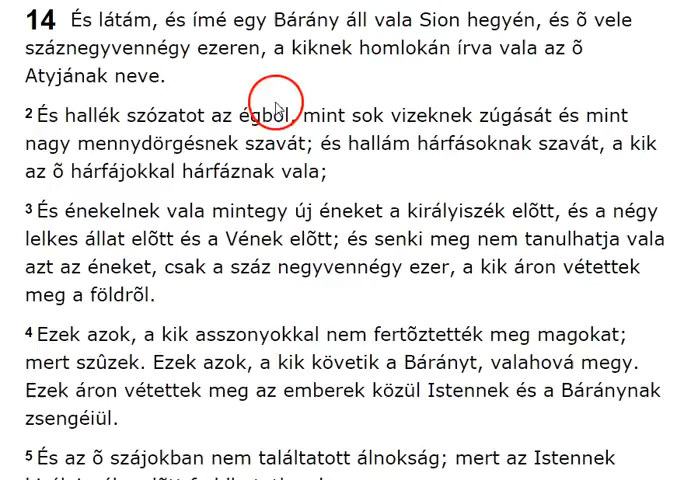 14 És látám, és ímé egy Bárány áll vala Sion hegyén, és õ vele
száznegyvennégy ezeren, a kiknek homlokán írva vala az õ
Atyjának neve.
2 És hallék szózatot az égbõl, mint sok vizeknek zúgását és mint
nagy mennydörgésnek szavát; és hallám hárfásoknak szavát, a kik
az õ hárfájokkal hárfáznak vala;
3 És énekelnek vala mintegy új éneket a királyiszék elõtt, és a négy
lelkes állat elõtt és a Vének elõtt; és senki meg nem tanulhatja vala
azt az éneket, csak a száz negyvennégy ezer, a kik áron vétettek
meg a földrõl.
4 Ezek azok, a kik asszonyokkal nem fertõztették meg magokat;
mert szûzek. Ezek azok, a kik követik a Bárányt, valahová megy.
Ezek áron vétettek meg az emberek közül Istennek és a Báránynak
zsengéiül.
5 És az õ szájokban nem találtatott álnokság; mert az Istennek